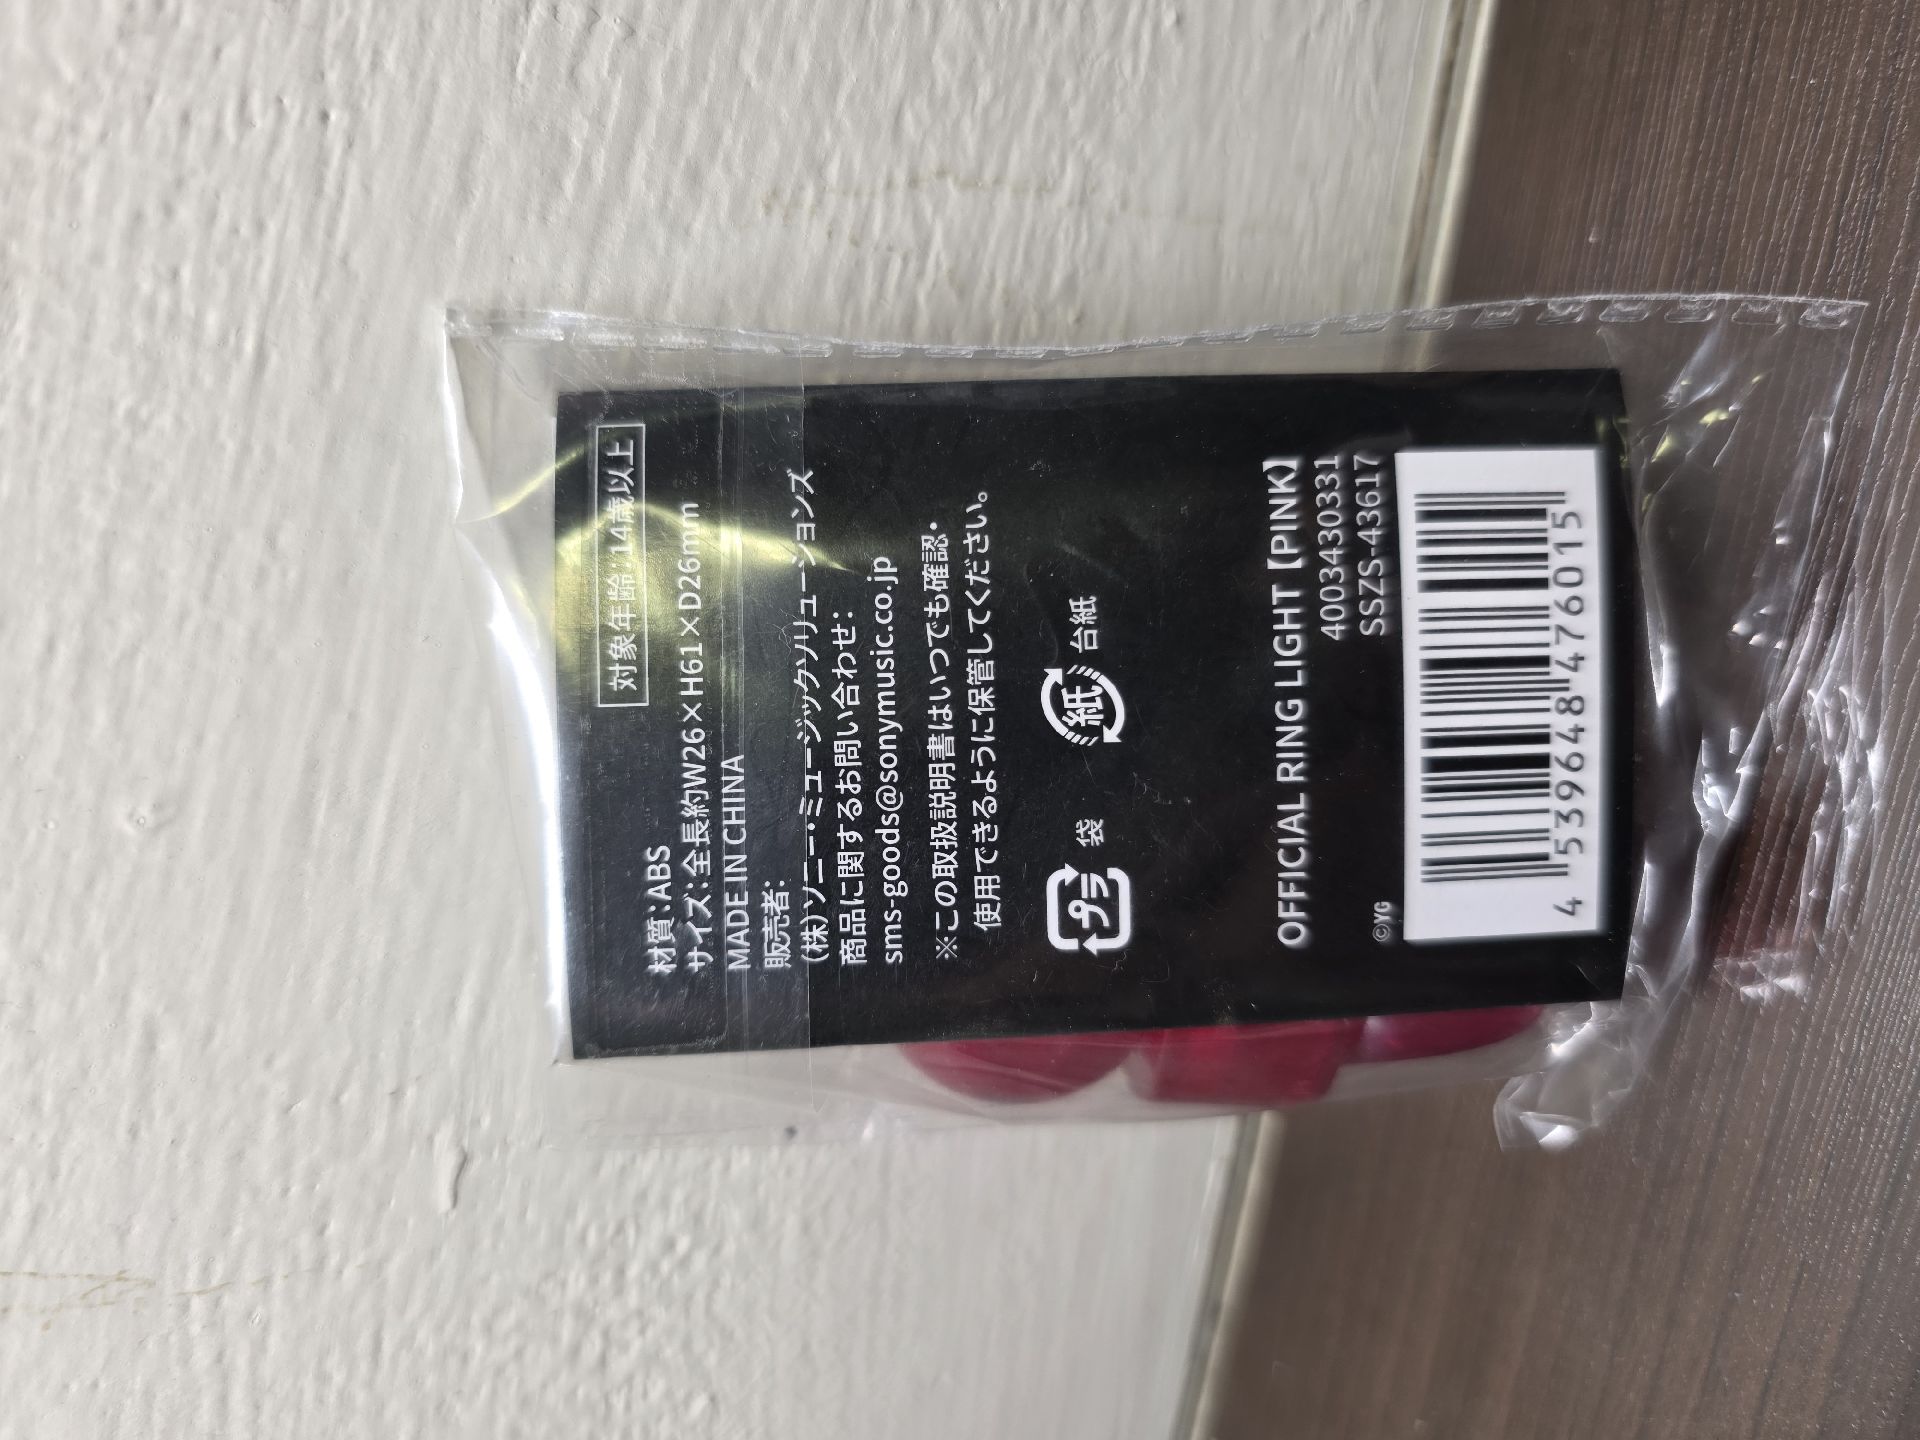 対象年齢:14歳以上
材質:ABS
サイズ:全長約W26×H61×D26mm
MADE IN CHINA
販売者:
(株)ソニー・ミュージックソリューションズ
商品に関するお問い合わせ:
sms-goods@sonymusic.co.jp
※この取扱説明書はいつでも確認・
使用できるように保管してください。
プラ 袋 紙 台紙
OFFICIAL RING LIGHT【PINK】
4003430331
SSZS-43617
©YG
4 539648 476015